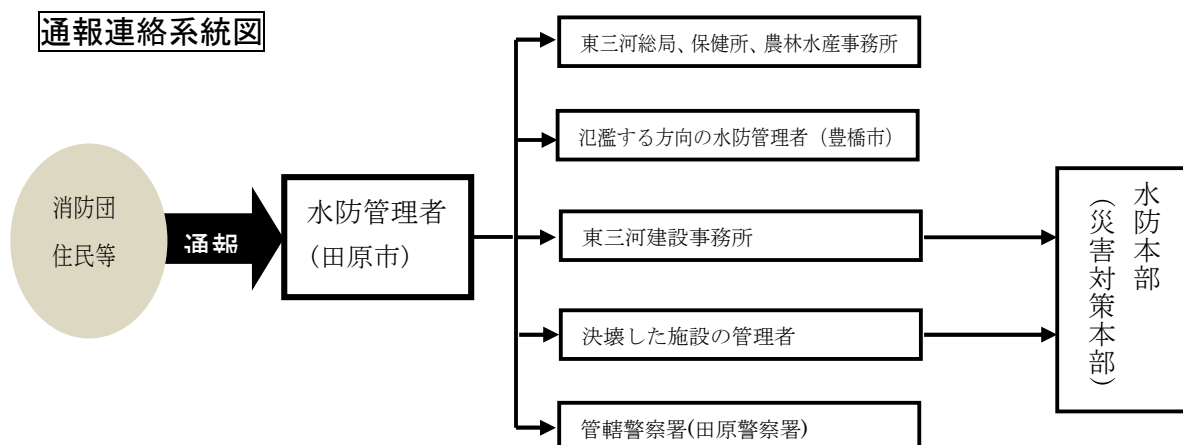 通報連絡系統図
東三河総局、保健所、農林水産事務所
氾濫する方向の水防管理者（豊橋市）
消防団
住民等
通報
水防管理者
（田原市）
東三河建設事務所
決壊した施設の管理者
管轄警察署(田原警察署)
水防本部
（災害対策本部）